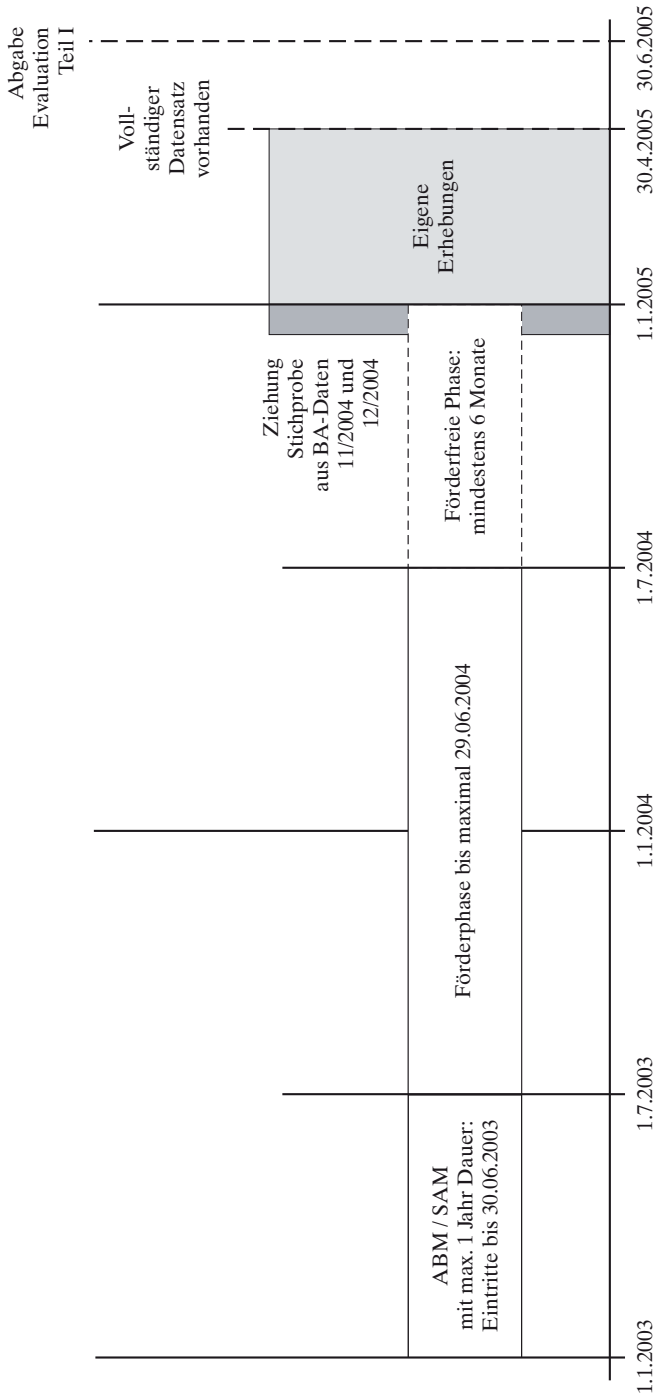 Abgabe
Evaluation
Teil I
Voll-
ständiger
Datensatz
vorhanden
Ziehung
Stichprobe
aus BA-Daten
11/2004 und
12/2004
Eigene
Erhebungen
ABM / SAM
mit max. 1 Jahr Dauer:
Eintritte bis 30.06.2003
Förderphase bis maximal 29.06.2004
Förderfreie Phase:
mindestens 6 Monate
1.1.2003
1.7.2003
1.1.2004
1.7.2004
1.1.2005
30.4.2005
30.6.2005